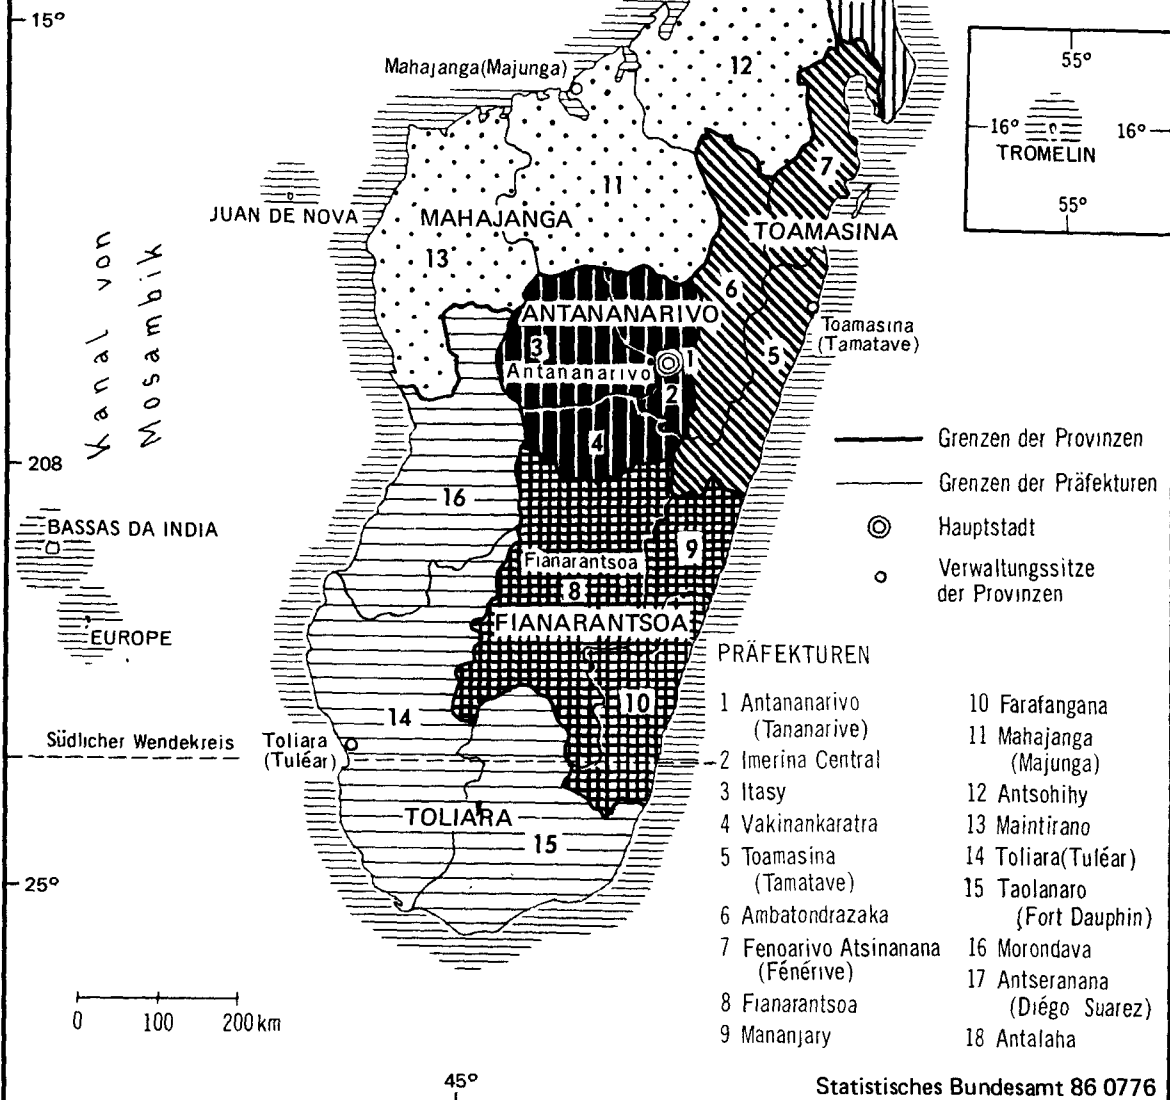 15°
12
55°
Mahajanga(Majunga)
16°
16°
TROMELIN
7
11
JUAN DE NOVA
MAHAJANGA
TOAMASINA
55°
Kanal von
Mosambik
13
6
ANTANANARIVO
Toamasina
(Tamatave)
3
1
5
Antananarivo
2
4
Grenzen der Provinzen
208
16
Grenzen der Präfekturen
BASSAS DA INDIA
Hauptstadt
9
Fianarantsoa
Verwaltungssitze
der Provinzen
8
EUROPE
FIANARANTSOA
PRÄFEKTUREN
10
14
Südlicher Wendekreis
Toliara
(Tuléar)
TOLIARA
15
25°
1 Antananarivo
(Tananarive)
2 Imerina Central
3 Itasy
4 Vakinankaratra
5 Toamasina
(Tamatave)
6 Ambatondrazaka
7 Fenoarivo Atsinanana
(Fénérive)
8 Fianarantsoa
9 Mananjary
10 Farafangana
11 Mahajanga
(Majunga)
12 Antsohihy
13 Maintirano
14 Toliara(Tuléar)
15 Taolanaro
(Fort Dauphin)
16 Morondava
17 Antseranana
(Diégo Suarez)
18 Antalaha
0 100 200 km
45°
Statistisches Bundesamt 86 0776